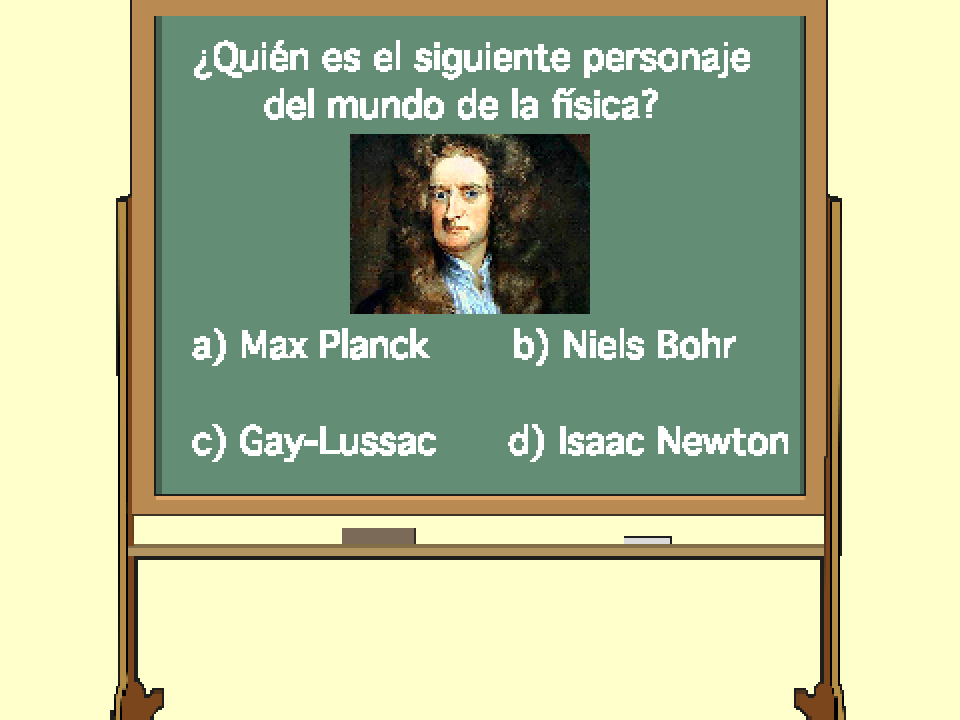 ¿Quién es el siguiente personaje
del mundo de la física?
a) Max Planck b) Niels Bohr
c) Gay-Lussac d) Isaac Newton